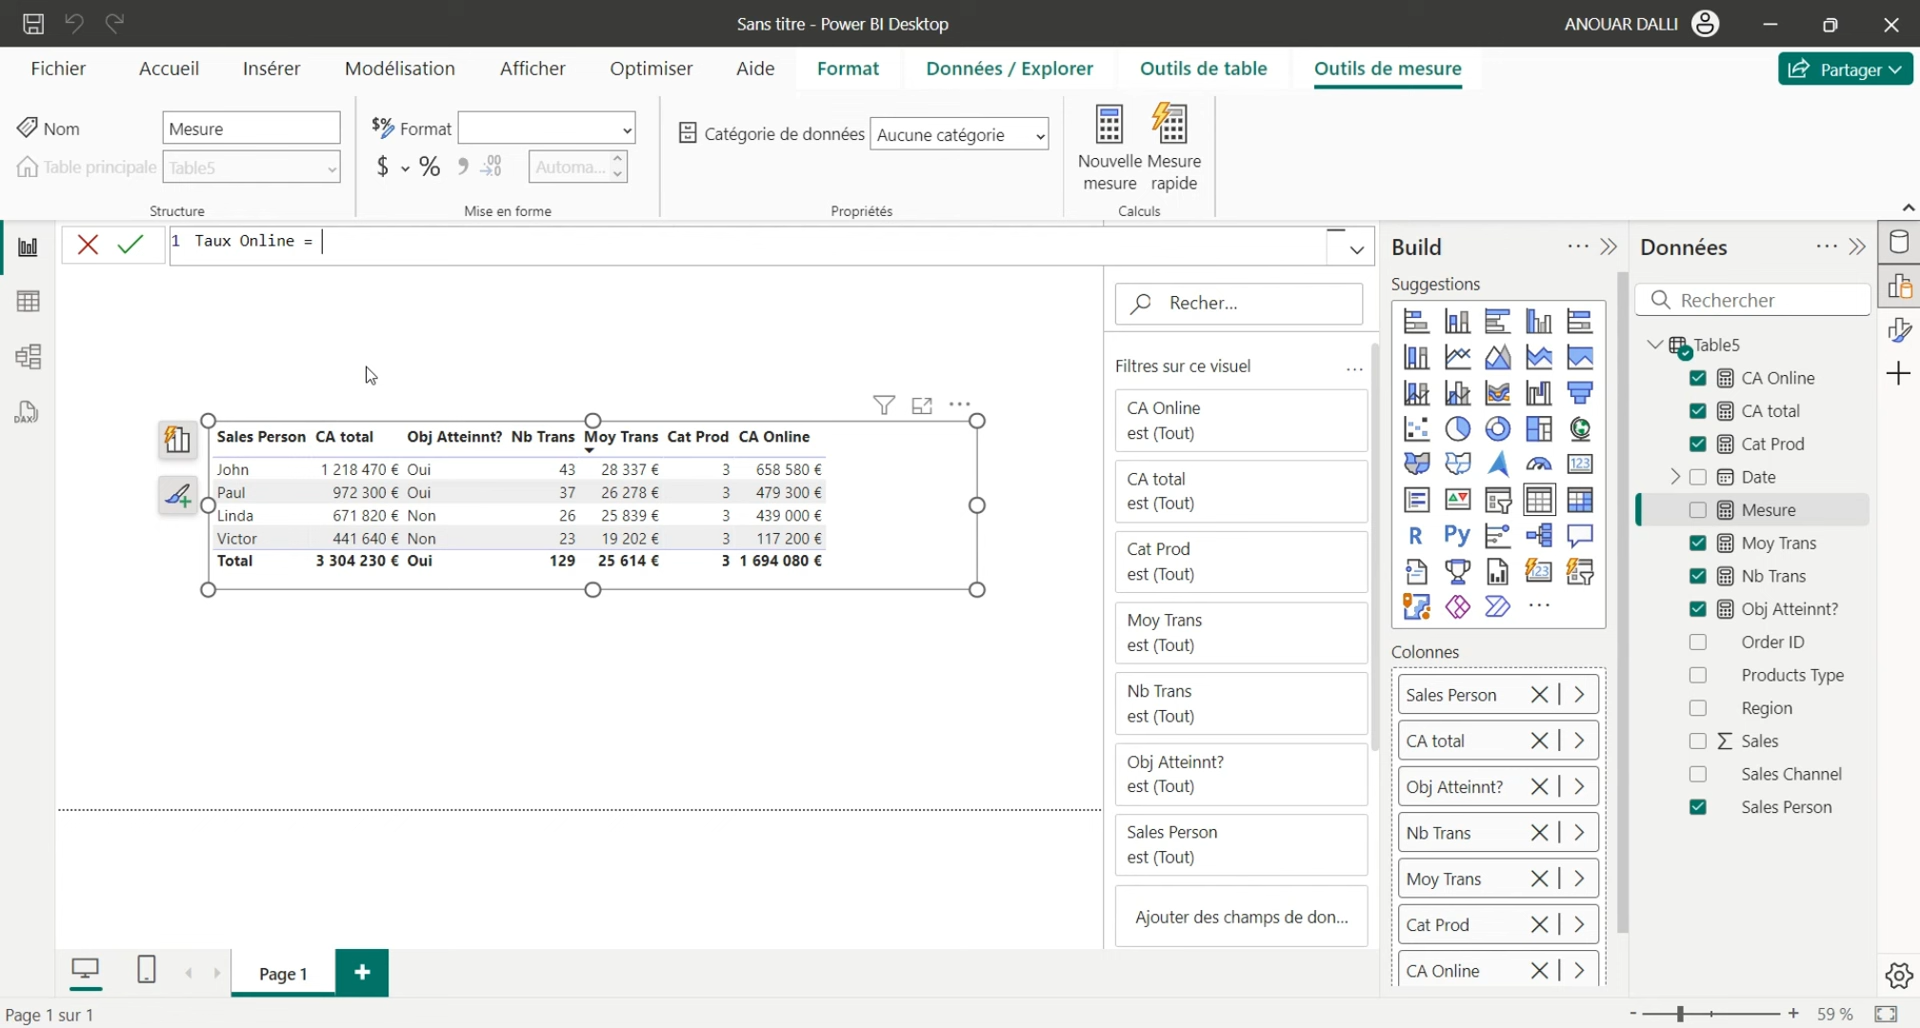 Sans titre - Power BI Desktop
ANOUAR DALLI
Fichier Accueil Insérer Modélisation Afficher Optimiser Aide Format Données / Explorer Outils de table Outils de mesure Partager
Nom Mesure
Table principale Table5
Structure
$% Format
$ % , .00 Automa...
Mise en forme
Catégorie de données Aucune catégorie
Propriétés
Nouvelle mesure
Mesure rapide
Calculs
1 Taux Online =
Sales Person CA total Obj Atteinnt? Nb Trans Moy Trans Cat Prod CA Online
John 1 218 470 € Oui 43 28 337 € 3 658 580 €
Paul 972 300 € Oui 37 26 278 € 3 479 300 €
Linda 671 820 € Non 26 25 839 € 3 439 000 €
Victor 441 640 € Non 23 19 202 € 3 117 200 €
Total 3 304 230 € Oui 129 25 614 € 3 1 694 080 €
Recher...
Filtres sur ce visuel ...
CA Online
est (Tout)
CA total
est (Tout)
Cat Prod
est (Tout)
Moy Trans
est (Tout)
Nb Trans
est (Tout)
Obj Atteinnt?
est (Tout)
Sales Person
est (Tout)
Ajouter des champs de don...
Build
Suggestions
123
R Py
123
Colonnes
Sales Person
CA total
Obj Atteinnt?
Nb Trans
Moy Trans
Cat Prod
CA Online
Données
Rechercher
Table5
CA Online
CA total
Cat Prod
Date
Mesure
Moy Trans
Nb Trans
Obj Atteinnt?
Order ID
Products Type
Region
Σ Sales
Sales Channel
Sales Person
DAX
Page 1 +
Page 1 sur 1
- + 59 %